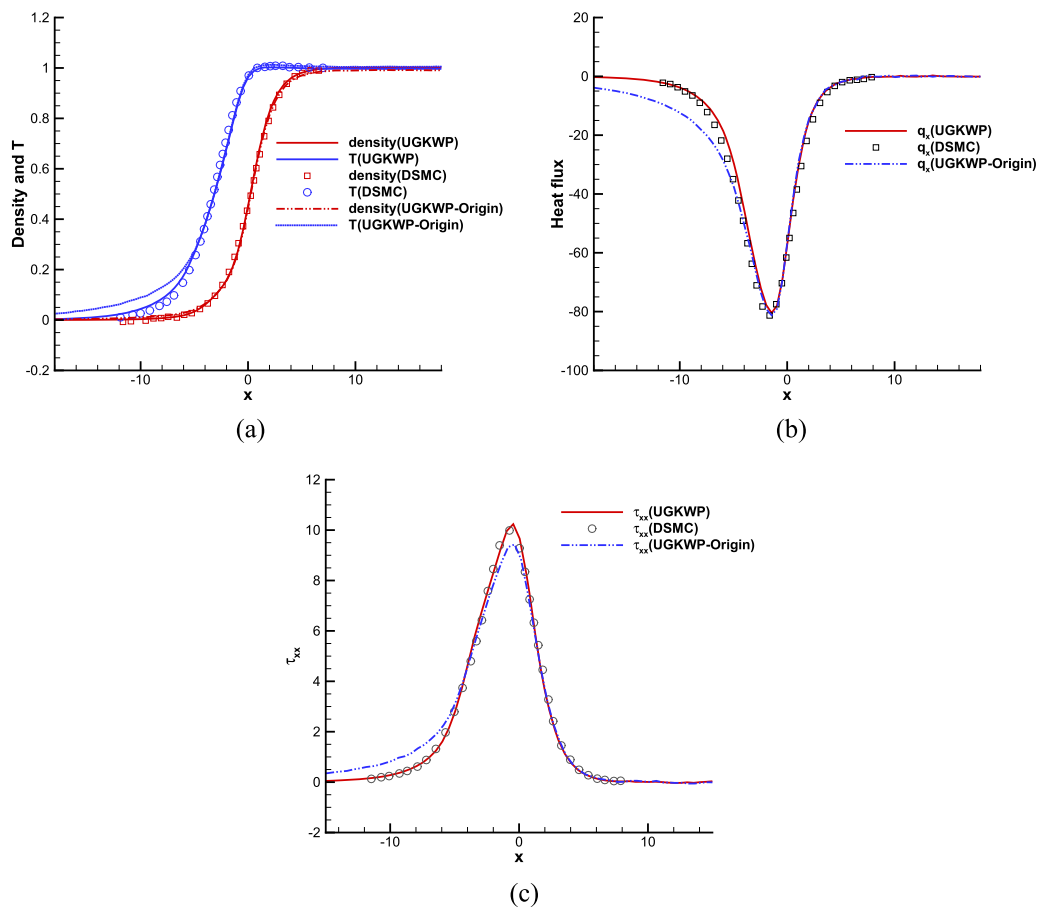 1.2
1
0.8
0.6
0.4
0.2
0
-0.2
Density and T
-10
0
10
x
density(UGKWP)
T(UGKWP)
density(DSMC)
T(DSMC)
density(UGKWP-Origin)
T(UGKWP-Origin)
(a)
20
0
-20
-40
-60
-80
-100
Heat flux
-10
0
10
x
qx(UGKWP)
qx(DSMC)
qx(UGKWP-Origin)
(b)
12
10
8
6
4
2
0
-2
τxx
-10
0
10
x
τxx(UGKWP)
τxx(DSMC)
τxx(UGKWP-Origin)
(c)